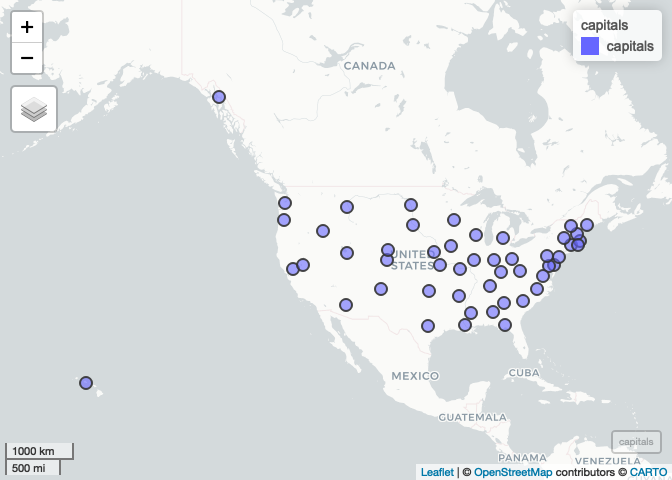 +
capitals
capitals
−
CANADA
UNITED
STATES
MEXICO
CUBA
GUATEMALA
capitals
1000 km
PANAMA
VENEZUELA
500 mi
Leaflet | © OpenStreetMap contributors © CARTO